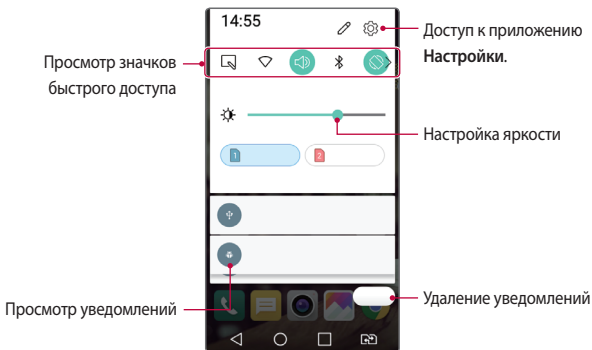 14:55
Доступ к приложению
Настройки.
Просмотр значков
быстрого доступа
Настройка яркости
1
2
Просмотр уведомлений
Удаление уведомлений